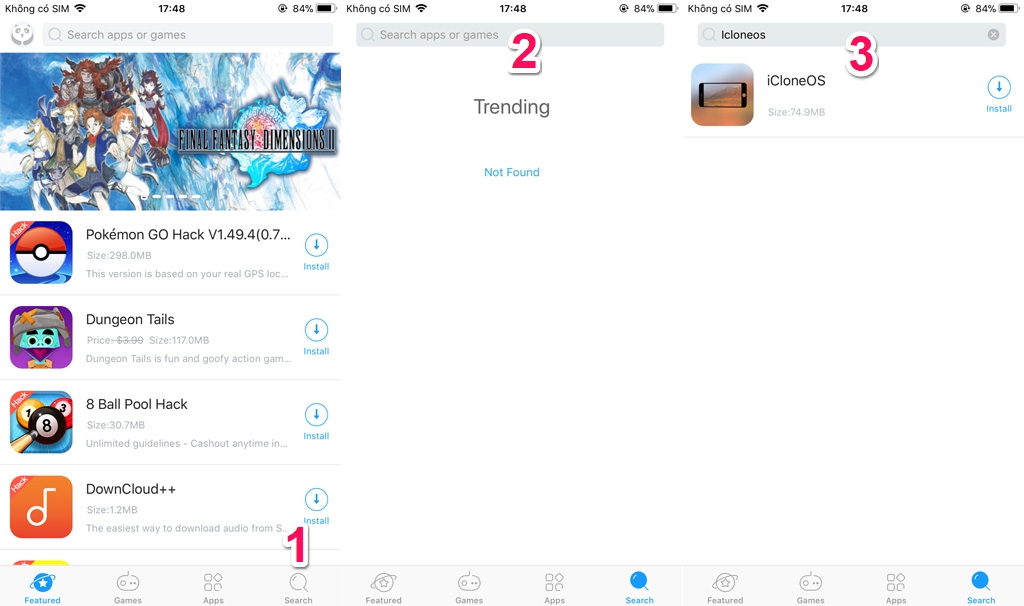 Không có SIM 17:48 84%
Search apps or games
FINAL FANTASY DIMENSIONS II
Hack
Pokémon GO Hack V1.49.4(0.7...
Size:298.0MB
This version is based on your real GPS loc...
Install
Dungeon Tails
Price: $3.99 Size:117.0MB
Dungeon Tails is fun and goofy action gam...
Install
Hack
8 Ball Pool Hack
Size:30.7MB
Unlimited guidelines - Cashout anytime in...
Install
Hack
DownCloud++
Size:1.2MB
The easiest way to download audio from S..
Install
1
Featured Games Apps Search
Không có SIM 17:48 84%
Search apps or games
2
Trending
Not Found
Featured Games Apps Search
Không có SIM 17:48 84%
Icloneos
3
iCloneOS
Size:74.9MB
Install
Featured Games Apps Search